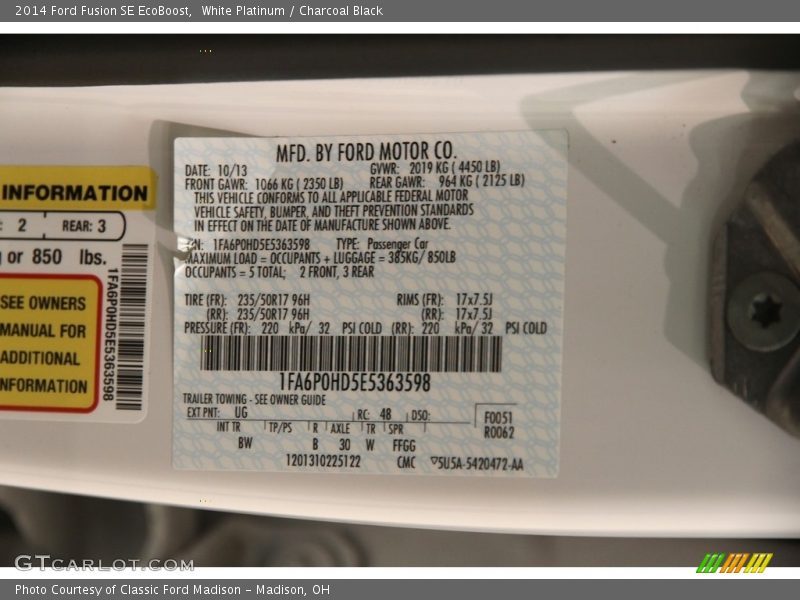 2014 Ford Fusion SE EcoBoost,  White Platinum / Charcoal Black
INFORMATION
: 2 REAR: 3
or 850 lbs.
SEE OWNERS
MANUAL FOR
ADDITIONAL
INFORMATION
1FA6P0HD5E5363598
MFD. BY FORD MOTOR CO.
DATE: 10/13 GVWR: 2019 KG ( 4450 LB)
FRONT GAWR: 1066 KG ( 2350 LB) REAR GAWR: 964 KG ( 2125 LB)
THIS VEHICLE CONFORMS TO ALL APPLICABLE FEDERAL MOTOR
VEHICLE SAFETY, BUMPER, AND THEFT PREVENTION STANDARDS
IN EFFECT ON THE DATE OF MANUFACTURE SHOWN ABOVE.
1FA6P0HD5E5363598 TYPE: Passenger Car
MAXIMUM LOAD = OCCUPANTS + LUGGAGE = 385KG/ 850LB
OCCUPANTS = 5 TOTAL; 2 FRONT, 3 REAR
TIRE (FR): 235/50R17 96H RIMS (FR): 17x7.5J
(RR): 235/50R17 96H (RR): 17x7.5J
PRESSURE (FR): 220 kPa/ 32 PSI COLD (RR): 220 kPa/ 32 PSI COLD
1FA6P0HD5E5363598
TRAILER TOWING - SEE OWNER GUIDE
EXT PNT: UG RC: 48 DSO: F0051
INT TR TP/PS R AXLE TR SPR R0062
BW B 30 W FFGG
1201310225122 CMC 5U5A-5420472-AA
GTCARLOT.COM
Photo Courtesy of Classic Ford Madison - Madison, OH